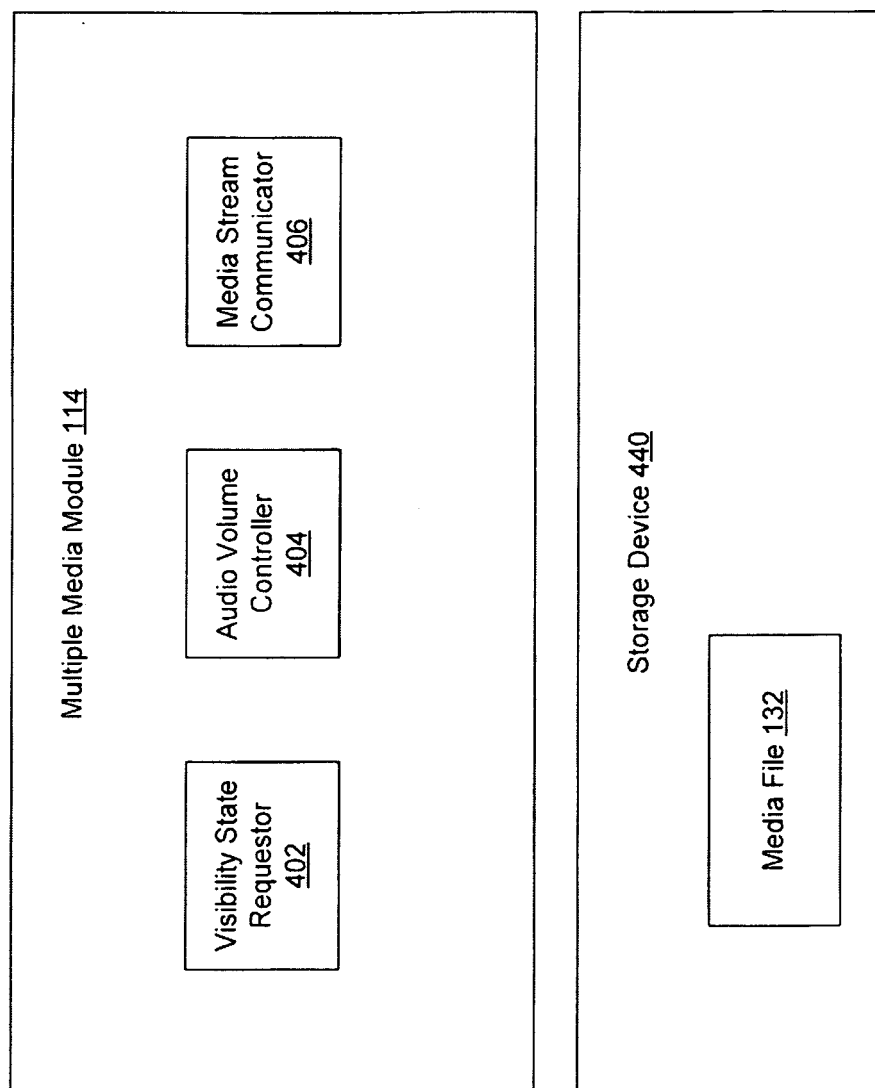 Multiple Media Module 114
Visibility State
Requestor
402
Audio Volume
Controller
404
Media Stream
Communicator
406
Storage Device 440
Media File 132